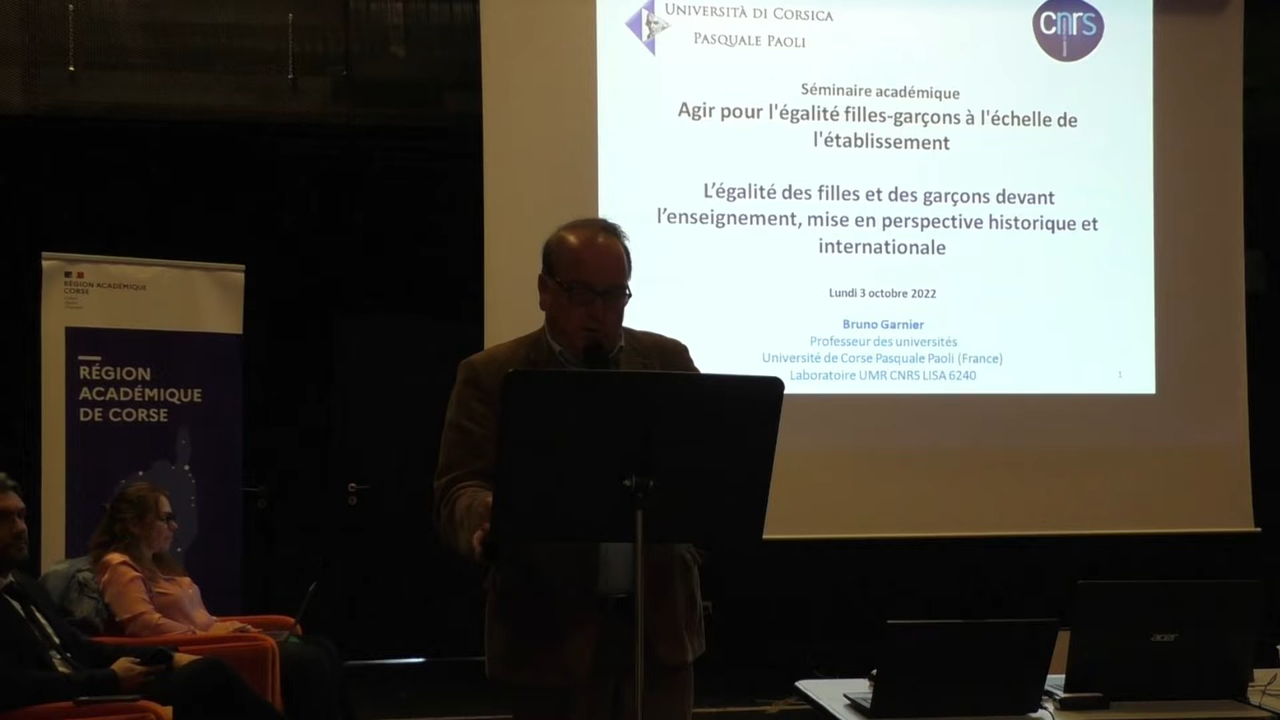 UNIVERSITÀ DI CORSICA
PASQUALE PAOLI
cnrs
Séminaire académique
Agir pour l'égalité filles-garçons à l'échelle de
l'établissement
L’égalité des filles et des garçons devant
l’enseignement, mise en perspective historique et
internationale
Lundi 3 octobre 2022
Bruno Garnier
Professeur des universités
Université de Corse Pasquale Paoli (France)
Laboratoire UMR CNRS LISA 6240
1
RÉGION ACADÉMIQUE
CORSE
RÉGION
ACADÉMIQUE
DE CORSE
acer